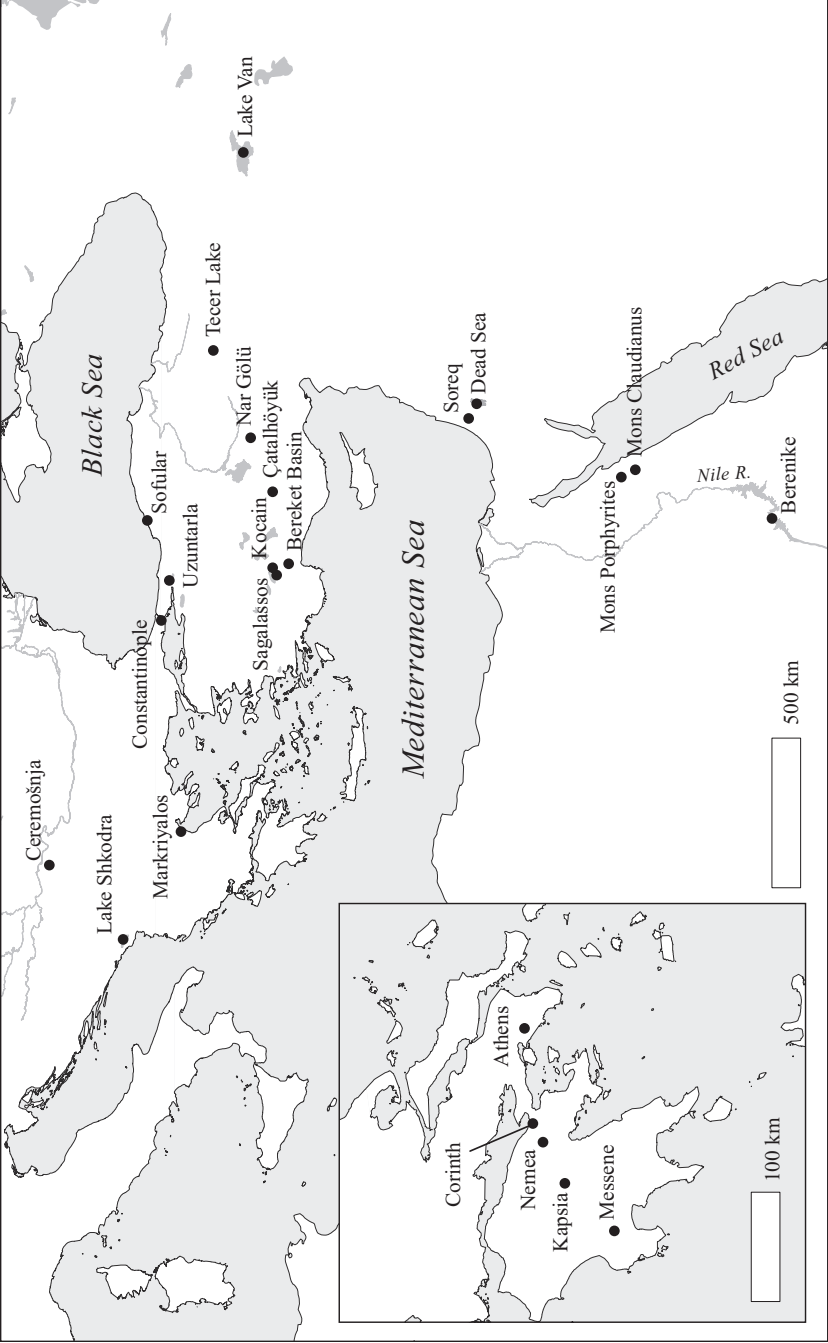 Black Sea
Lake Van
Tecer Lake
Nar Gölü
Çatalhöyük
Bereket Basin
Kocain
Sagalassos
Sofular
Uzuntarla
Constantinople
Ceremošnja
Lake Shkodra
Markriyalos
Mediterranean Sea
Soreq
Dead Sea
Red Sea
Mons Claudianus
Mons Porphyrites
Nile R.
Berenike
500 km
Athens
Corinth
Nemea
Kapsia
Messene
100 km